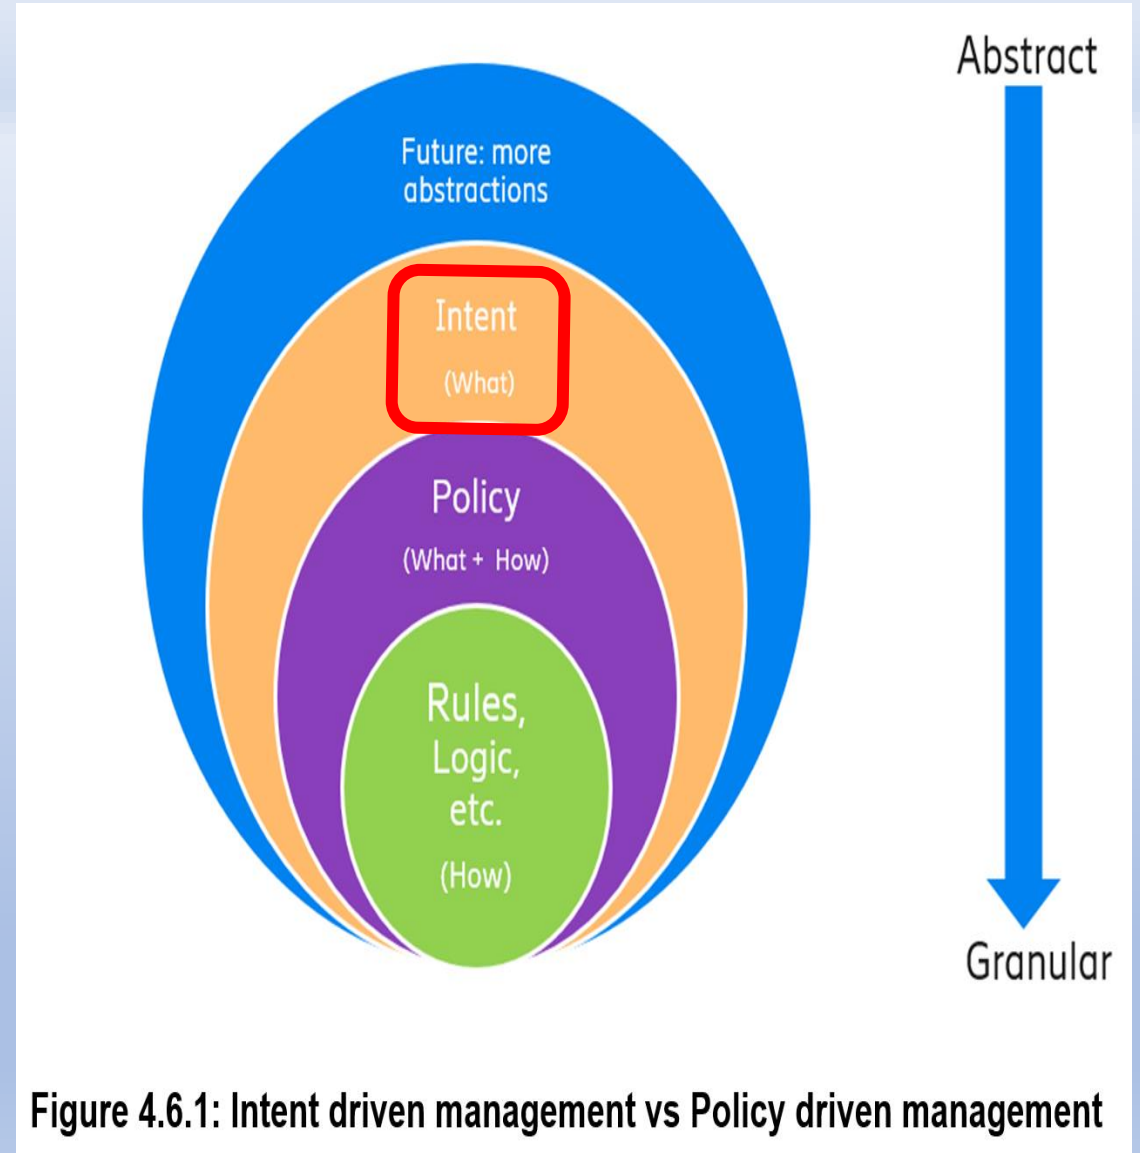 Abstract
Future: more
abstractions
Intent
(What)
Policy
(What + How)
Rules,
Logic,
etc.
(How)
Granular
Figure 4.6.1: Intent driven management vs Policy driven management